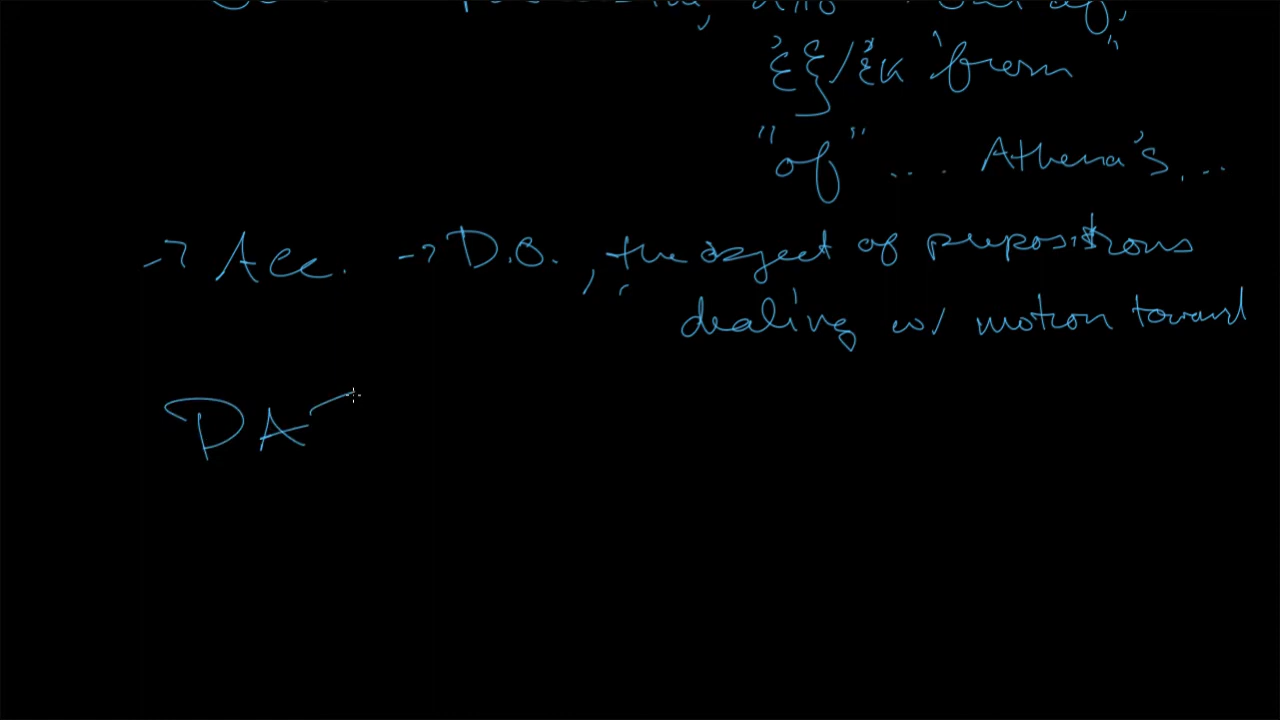 ἐξ/ἐκ "from"
"of" .... Athena's...
→ Acc. → D.O., the object of prepositions
dealing w/ motion toward
DA